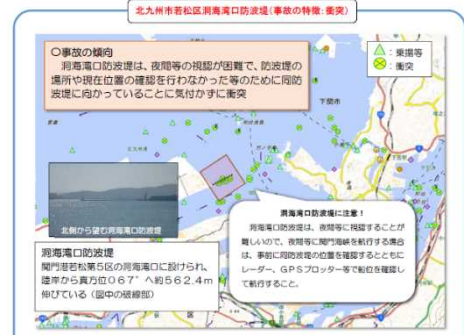 北九州市若松区洞海湾口防波堤(事故の特徴:衝突)
○事故の傾向
洞海湾口防波堤は、夜間等の視認が困難で、防波堤の
場所や現在位置の確認を行わなかった等のために同防
波堤に向かっていることに気付かずに衝突
:乗揚等
:衝突
下関市
北側から望む洞海湾口防波堤
洞海湾口防波堤
関門港若松第5区の洞海湾口に設けられ、
陸岸から真方位067°へ約562.4m
伸びている(図中の破線部)
洞海湾口防波堤に注意!
洞海湾口防波堤は、夜間等に視認することが
難しいので、夜間等に関門海峡を航行する場合
は、事前に同防波堤の位置を確認するとともに
レーダー、GPSプロッター等で船位を確認し
て航行すること。